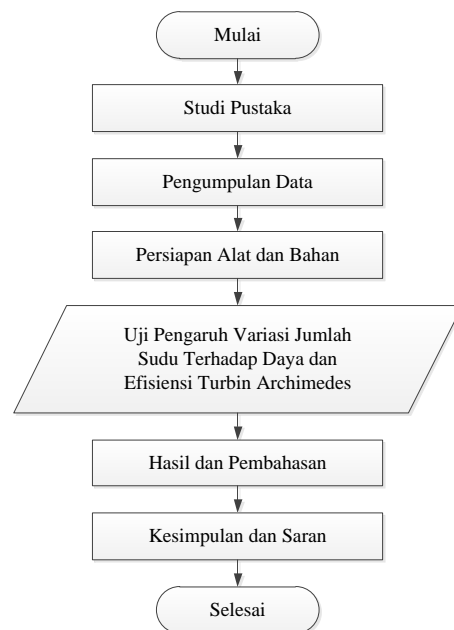 Mulai
Studi Pustaka
Pengumpulan Data
Persiapan Alat dan Bahan
Uji Pengaruh Variasi Jumlah
Sudu Terhadap Daya dan
Efisiensi Turbin Archimedes
Hasil dan Pembahasan
Kesimpulan dan Saran
Selesai